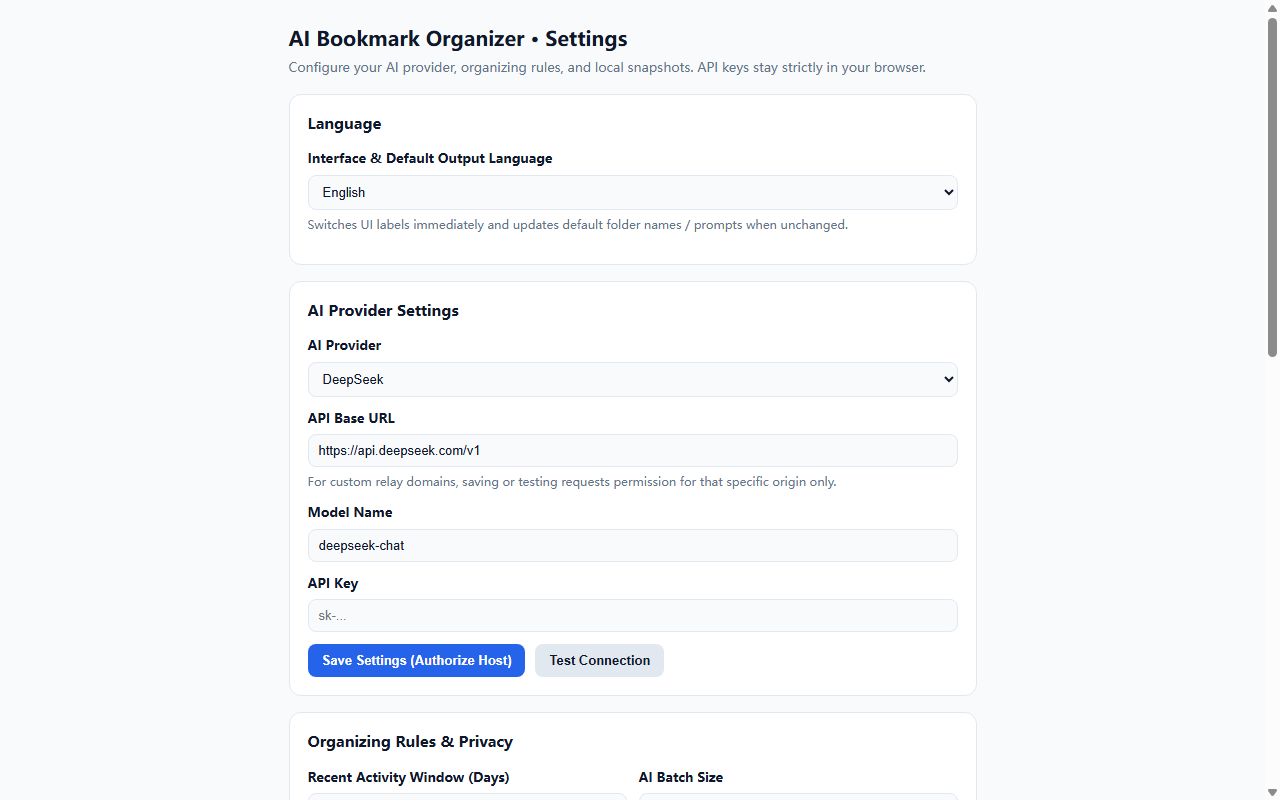 AI Bookmark Organizer • Settings
Configure your AI provider, organizing rules, and local snapshots. API keys stay strictly in your browser.
Language
Interface & Default Output Language
English
Switches UI labels immediately and updates default folder names / prompts when unchanged.
AI Provider Settings
AI Provider
DeepSeek
API Base URL
https://api.deepseek.com/v1
For custom relay domains, saving or testing requests permission for that specific origin only.
Model Name
deepseek-chat
API Key
sk-...
Save Settings (Authorize Host)
Test Connection
Organizing Rules & Privacy
Recent Activity Window (Days)
AI Batch Size